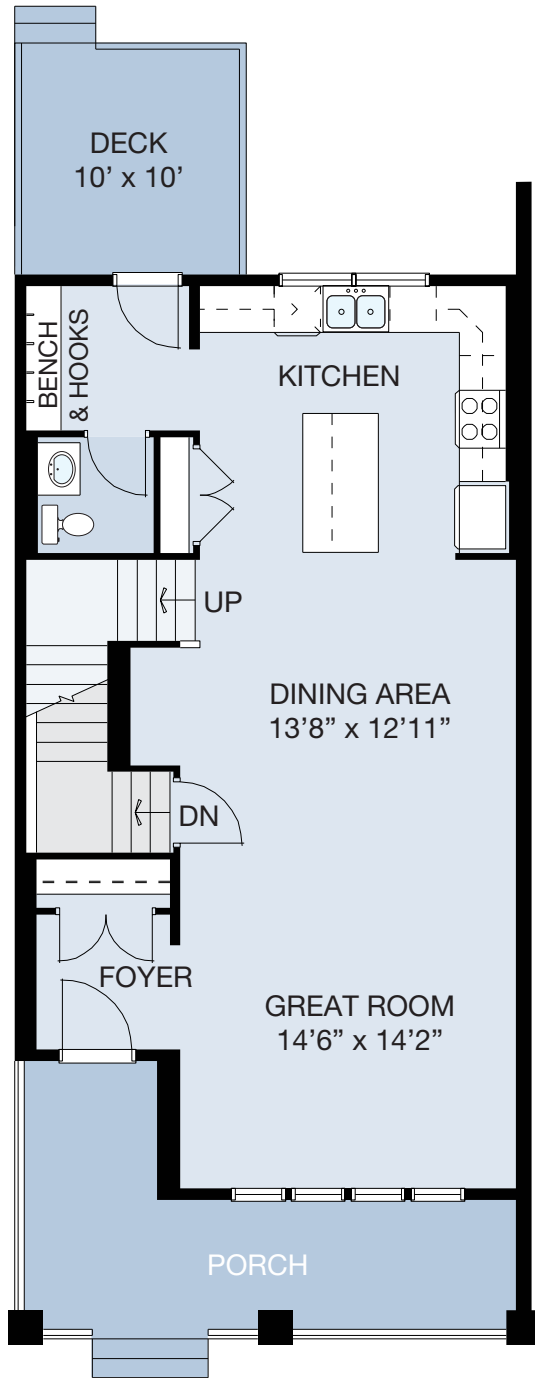 DECK
10’ x 10’
BENCH
& HOOKS
KITCHEN
UP
DINING AREA
13’8” x 12’11”
DN
FOYER
GREAT ROOM
14’6” x 14’2”
PORCH